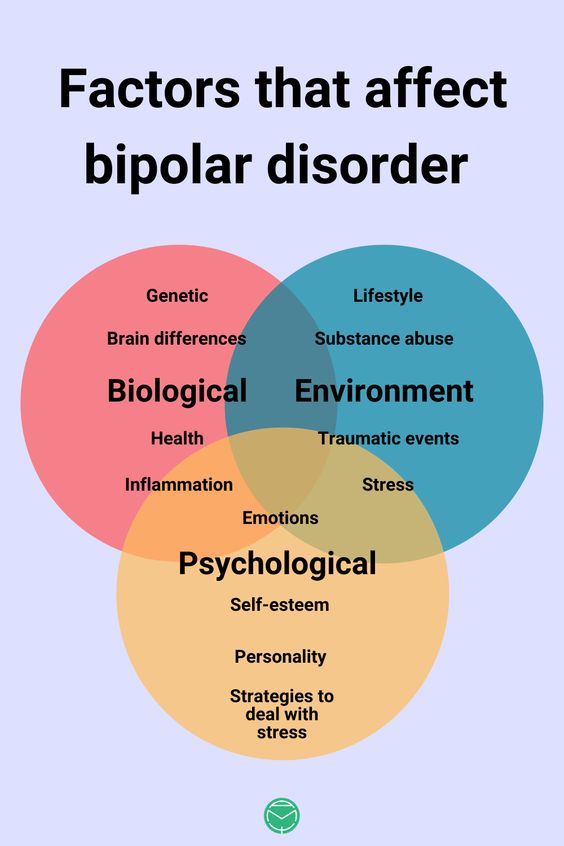 Factors that affect
bipolar disorder
Genetic
Lifestyle
Brain differences
Substance abuse
Biological
Environment
Health
Traumatic events
Inflammation
Stress
Emotions
Psychological
Self-esteem
Personality
Strategies to
deal with
stress